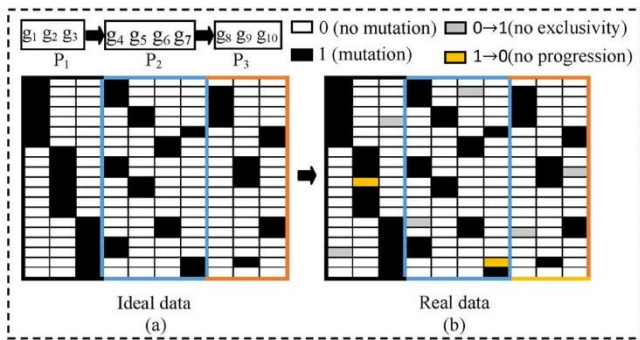 g₁ g₂ g₃ g₄ g₅ g₆ g₇ g₈ g₉ g₁₀
P₁ P₂ P₃
0 (no mutation) 0→1(no exclusivity)
1 (mutation) 1→0(no progression)
Ideal data Real data
(a) (b)